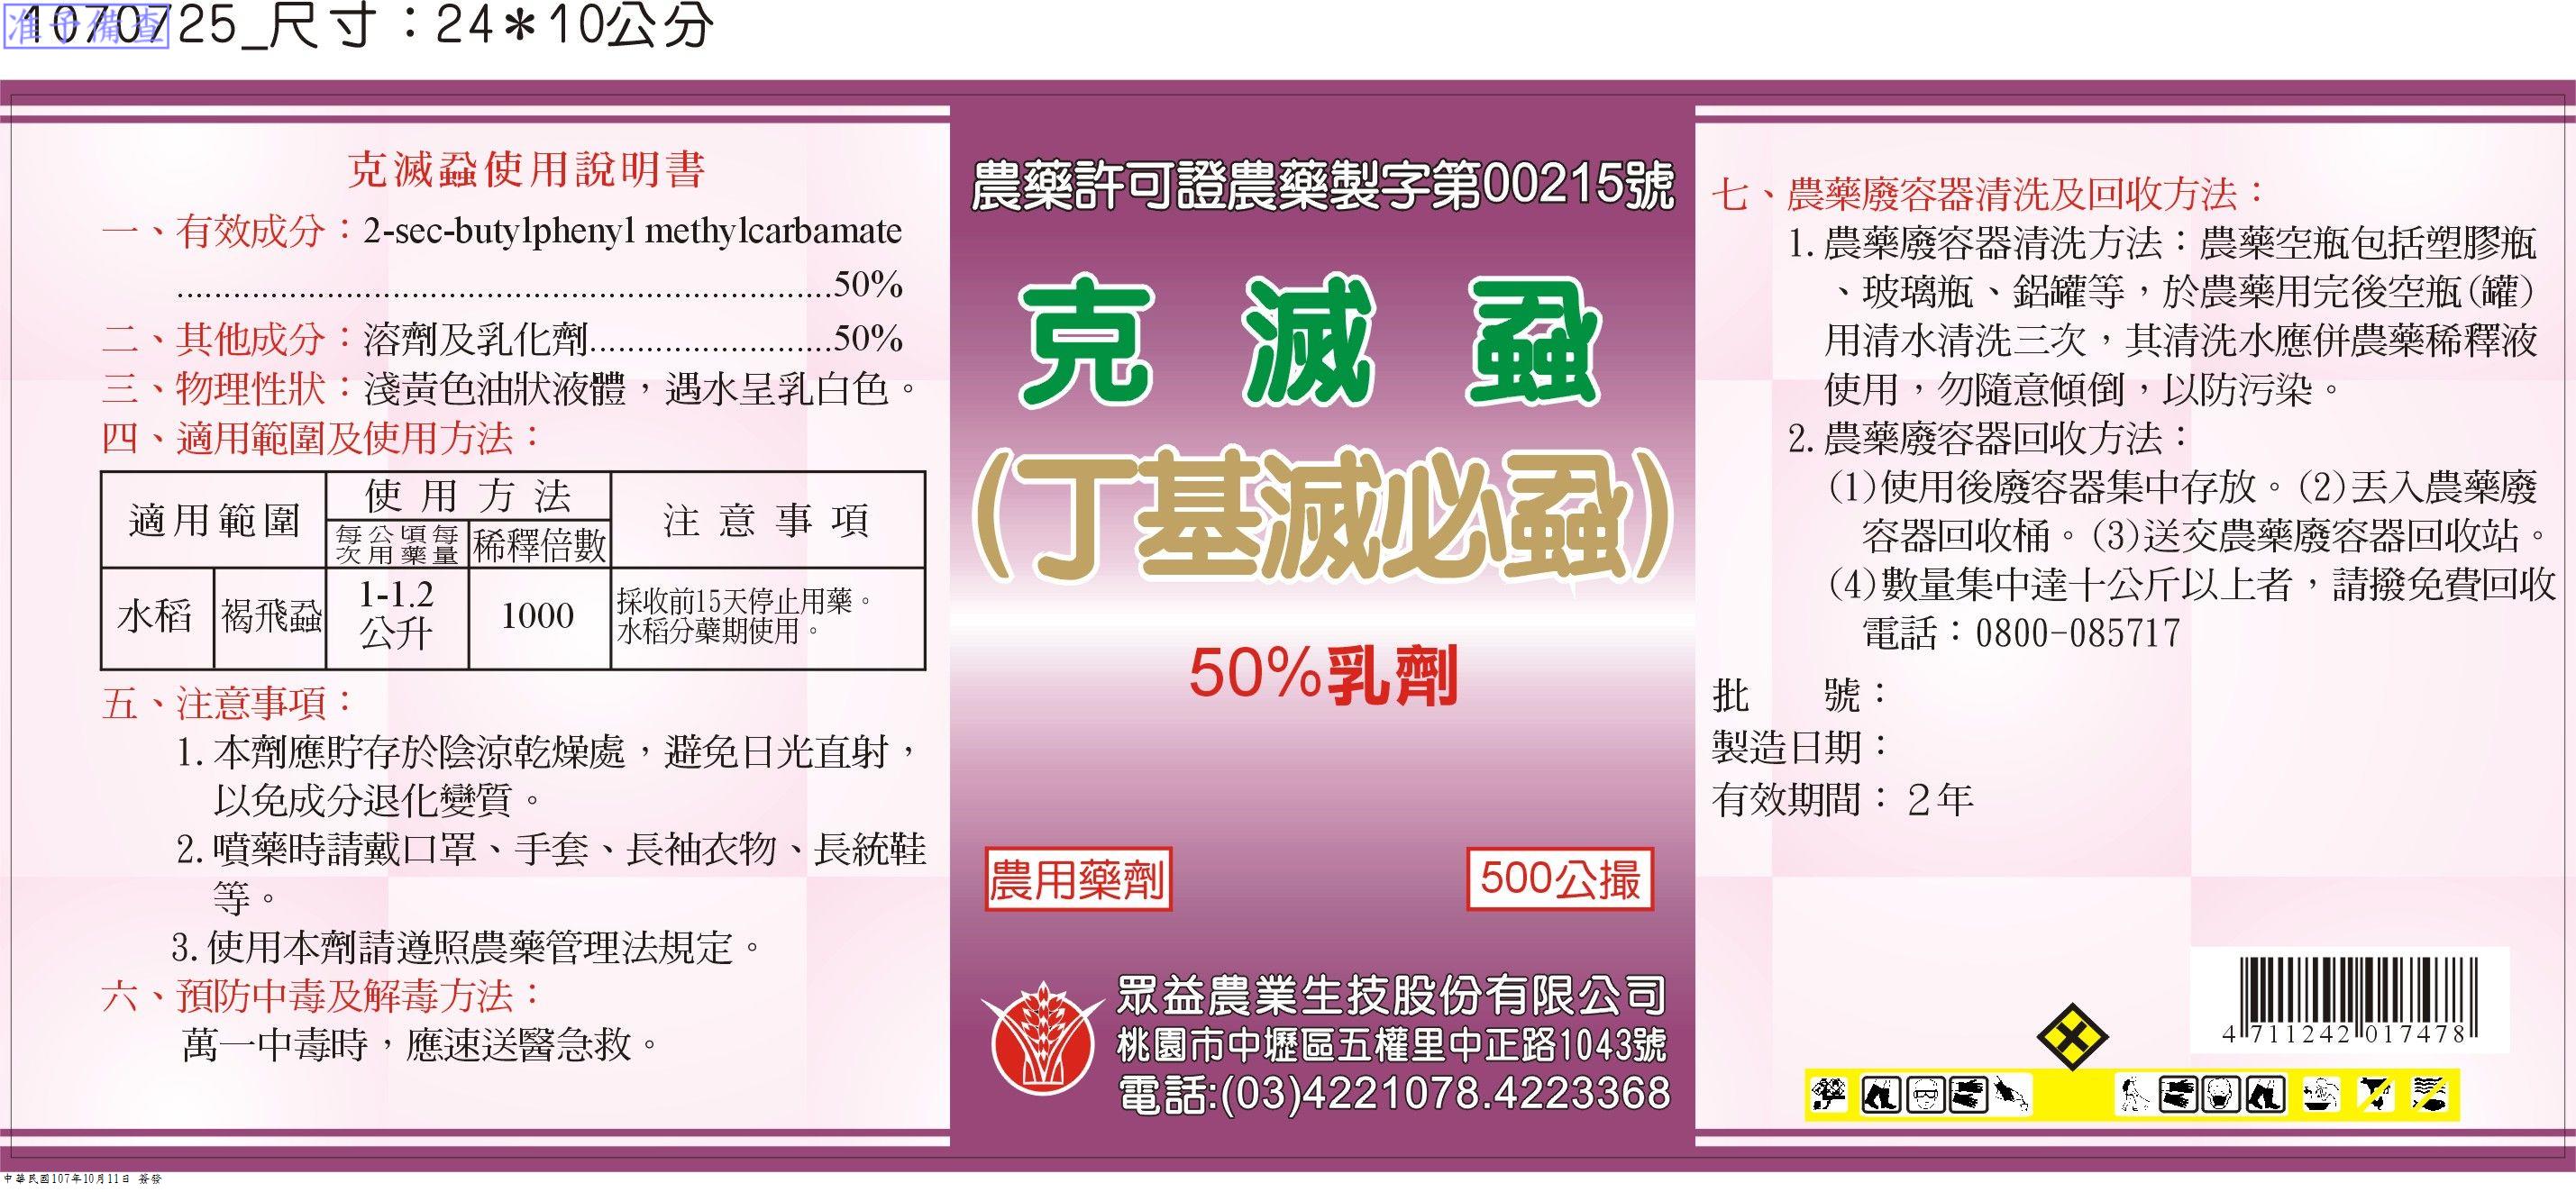 准予備查
1070725_尺寸：24＊10公分
克滅蝨使用說明書
一、有效成分：2-sec-butylphenyl methylcarbamate
......................................................................50%
二、其他成分：溶劑及乳化劑..........................50%
三、物理性狀：淺黃色油狀液體，遇水呈乳白色。
四、適用範圍及使用方法：
適用範圍
使用方法
每公頃每次用藥量
稀釋倍數
注意事項
水稻
褐飛蝨
1-1.2
公升
1000
採收前15天停止用藥。
水稻分蘗期使用。
五、注意事項：
1.本劑應貯存於陰涼乾燥處，避免日光直射，
以免成分退化變質。
2.噴藥時請戴口罩、手套、長袖衣物、長統鞋
等。
3.使用本劑請遵照農藥管理法規定。
六、預防中毒及解毒方法：
萬一中毒時，應速送醫急救。
農藥許可證農藥製字第00215號
克滅蝨
(丁基滅必蝨)
50%乳劑
農用藥劑
500公撮
眾益農業生技股份有限公司
桃園市中壢區五權里中正路1043號
電話:(03)4221078.4223368
七、農藥廢容器清洗及回收方法：
1.農藥廢容器清洗方法：農藥空瓶包括塑膠瓶
、玻璃瓶、鋁罐等，於農藥用完後空瓶(罐)
用清水清洗三次，其清洗水應併農藥稀釋液
使用，勿隨意傾倒，以防污染。
2.農藥廢容器回收方法：
(1)使用後廢容器集中存放。(2)丟入農藥廢
容器回收桶。(3)送交農藥廢容器回收站。
(4)數量集中達十公斤以上者，請撥免費回收
電話：0800-085717
批　　號：
製造日期：
有效期間：２年
4 711242 017478
中華民國107年10月11日 簽發